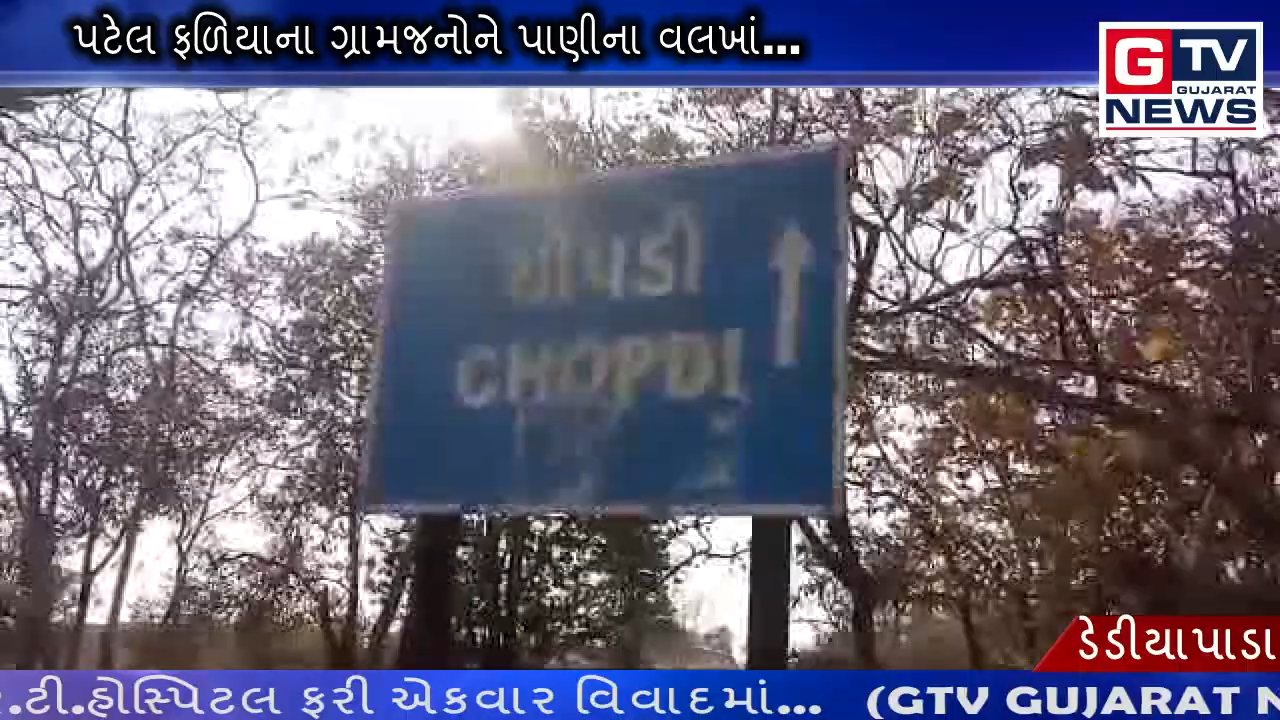 પટેલ ફળિયાના ગ્રામજનોને પાણીના વલખાં...
G TV
GUJARAT
NEWS
ચોપડી
CHOPDI
ડેડીયાપાડા
.ટી.હોસ્પિટલ ફરી એકવાર વિવાદમાં... (GTV GUJARAT N